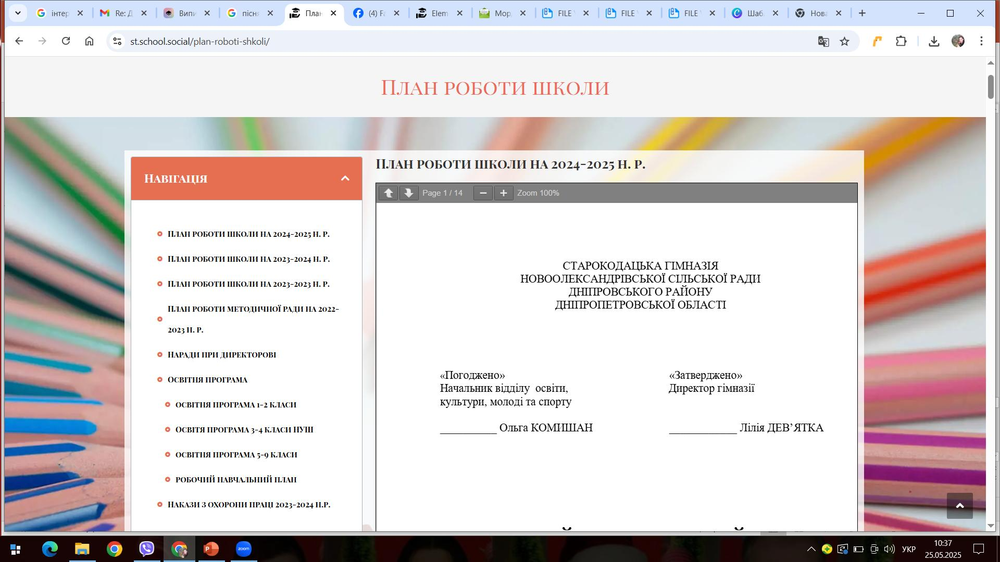 інтер
Re: Д
Випи
пісня
План
(4) Fa
Elem
Мор
FILE
FILE
FILE
Шаб
Нова
st.school.social/plan-roboti-shkoli/
План роботи школи
Навігація
План роботи школи на 2024-2025 н. р.
План роботи школи на 2023-2024 н. р.
План роботи школи на 2023-2023 н. р.
План роботи методичної ради на 2022-
2023 н. р.
Наради при директорові
Освітня програма
освітня програма 1-2 класи
Освітя програма 3-4 класи НУШ
освітня програма 5-9 класи
робочий навчальний план
Накази з охорони праці 2023-2024 н.р.
План роботи школи на 2024-2025 н. р.
Page 1 / 14
Zoom 100%
СТАРОКОДАЦЬКА ГІМНАЗІЯ
НОВООЛЕКСАНДРІВСЬКОЇ СІЛЬСЬКОЇ РАДИ
ДНІПРОВСЬКОГО РАЙОНУ
ДНІПРОПЕТРОВСЬКОЇ ОБЛАСТІ
«Погоджено»
Начальник відділу освіти,
культури, молоді та спорту
__________ Ольга КОМИШАН
«Затверджено»
Директор гімназії
____________ Лілія ДЕВ’ЯТКА
zoom
УКР
10:37
25.05.2025